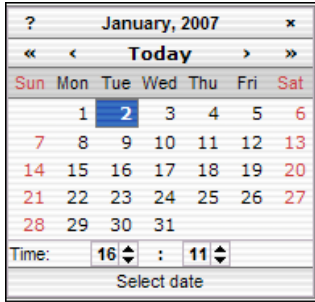 ? January, 2007 ×
« ‹ Today › »
Sun Mon Tue Wed Thu Fri Sat
1 2 3 4 5 6
7 8 9 10 11 12 13
14 15 16 17 18 19 20
21 22 23 24 25 26 27
28 29 30 31
Time: 16 : 11
Select date